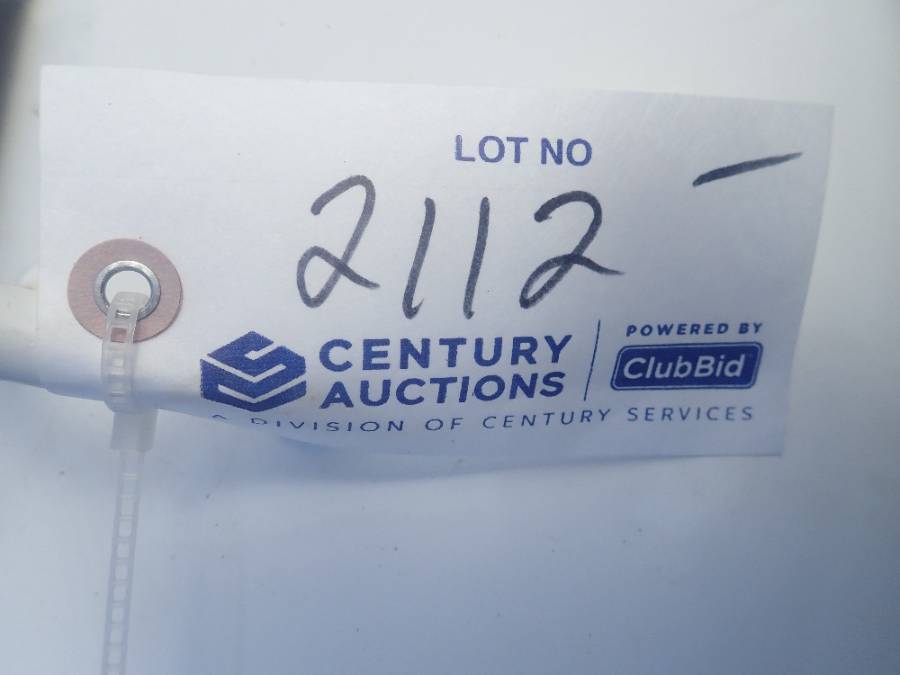 LOT NO
2112 -
CENTURY AUCTIONS
POWERED BY
ClubBid
A DIVISION OF CENTURY SERVICES